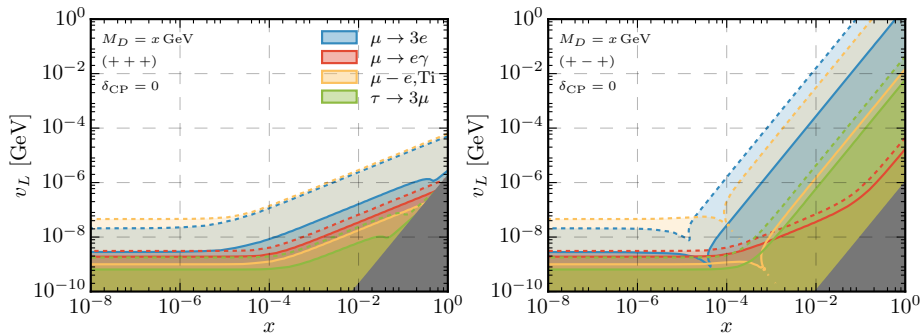 10^0
10^{-2}
10^{-4}
10^{-6}
10^{-8}
10^{-10}
v_L [GeV]
M_D = x GeV
(+ + +)
δ_CP = 0
μ → 3e
μ → eγ
μ − e, Ti
τ → 3μ
10^{-8} 10^{-6} 10^{-4} 10^{-2} 10^0
x
10^0
10^{-2}
10^{-4}
10^{-6}
10^{-8}
10^{-10}
v_L [GeV]
M_D = x GeV
(+ − +)
δ_CP = 0
10^{-8} 10^{-6} 10^{-4} 10^{-2} 10^0
x